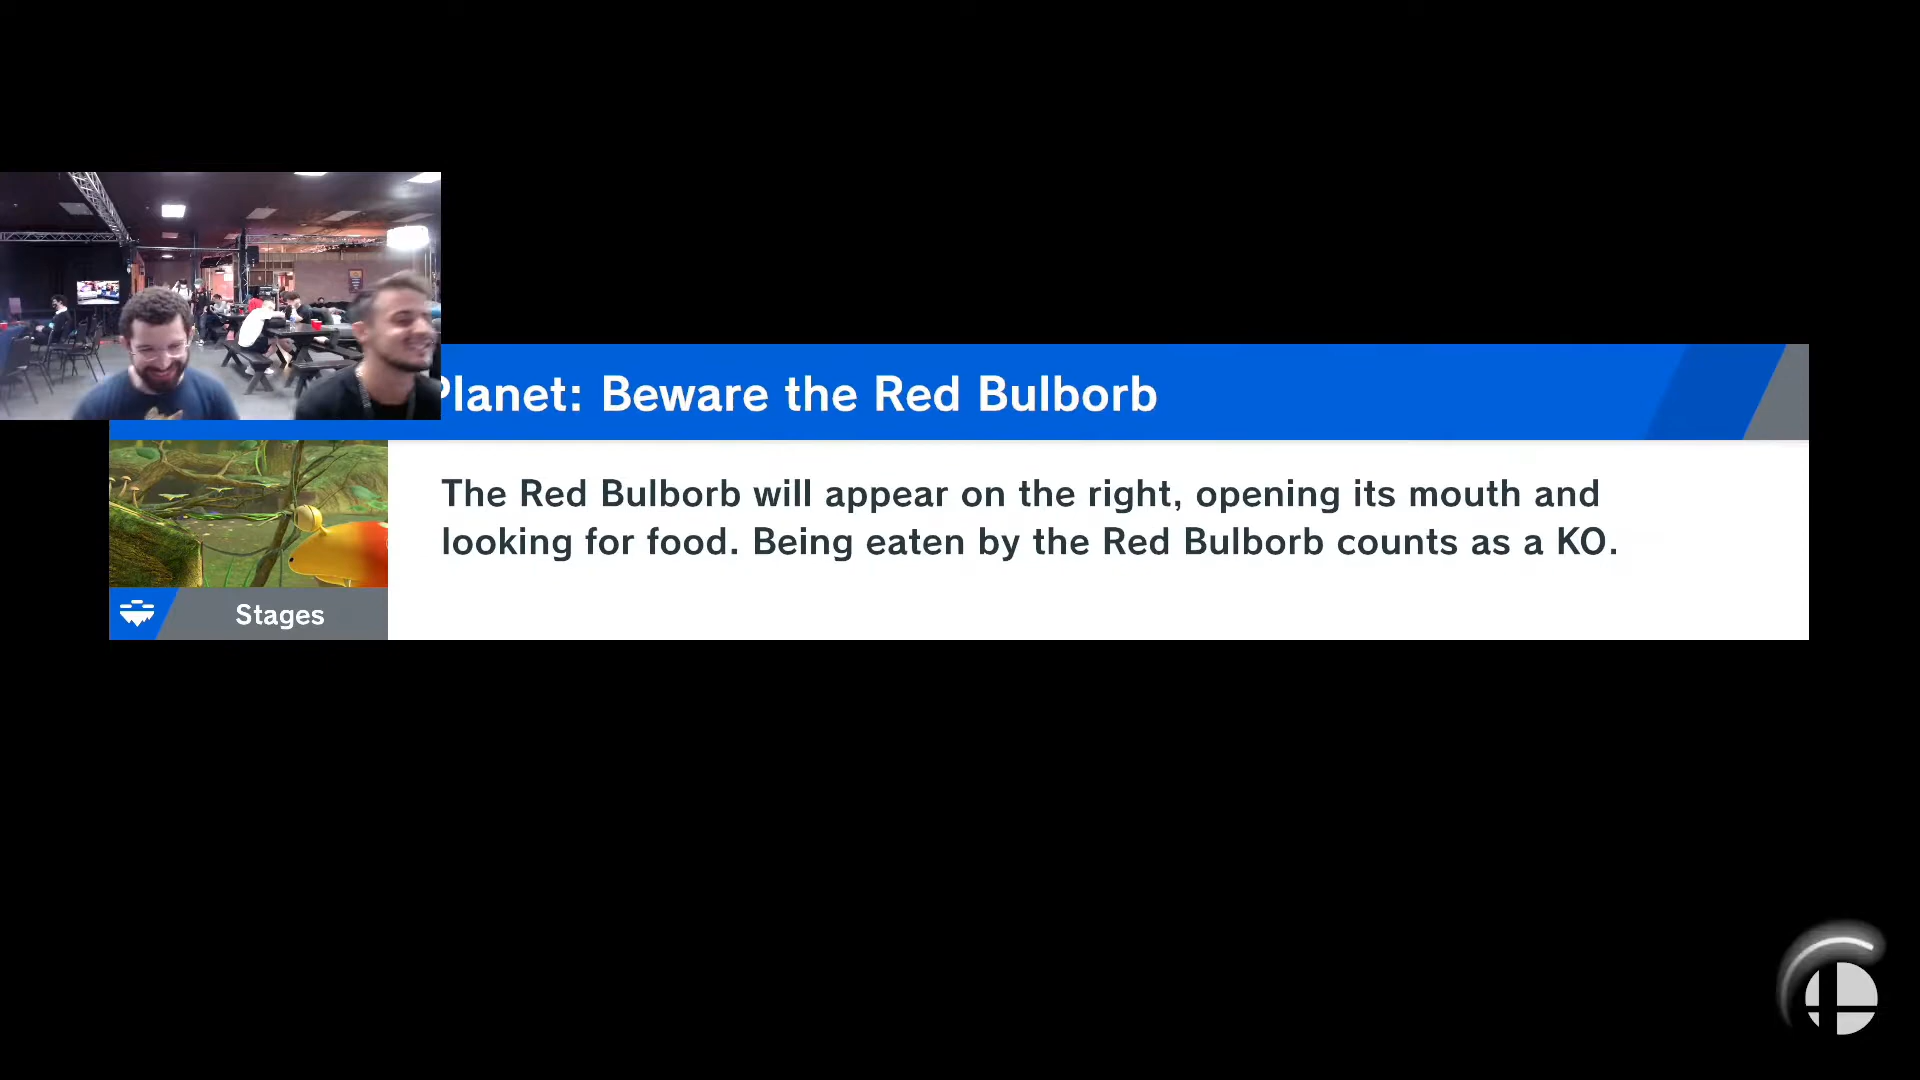 Planet: Beware the Red Bulborb
The Red Bulborb will appear on the right, opening its mouth and
looking for food. Being eaten by the Red Bulborb counts as a KO.
Stages